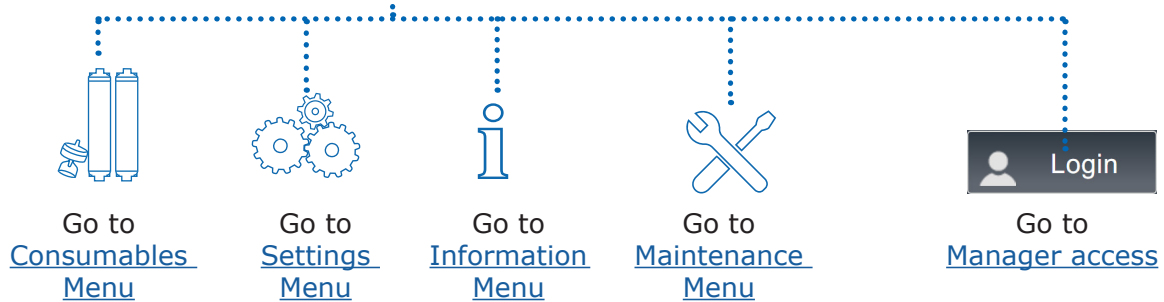 Login
Go to
Consumables
Menu
Go to
Settings
Menu
Go to
Information
Menu
Go to
Maintenance
Menu
Go to
Manager access